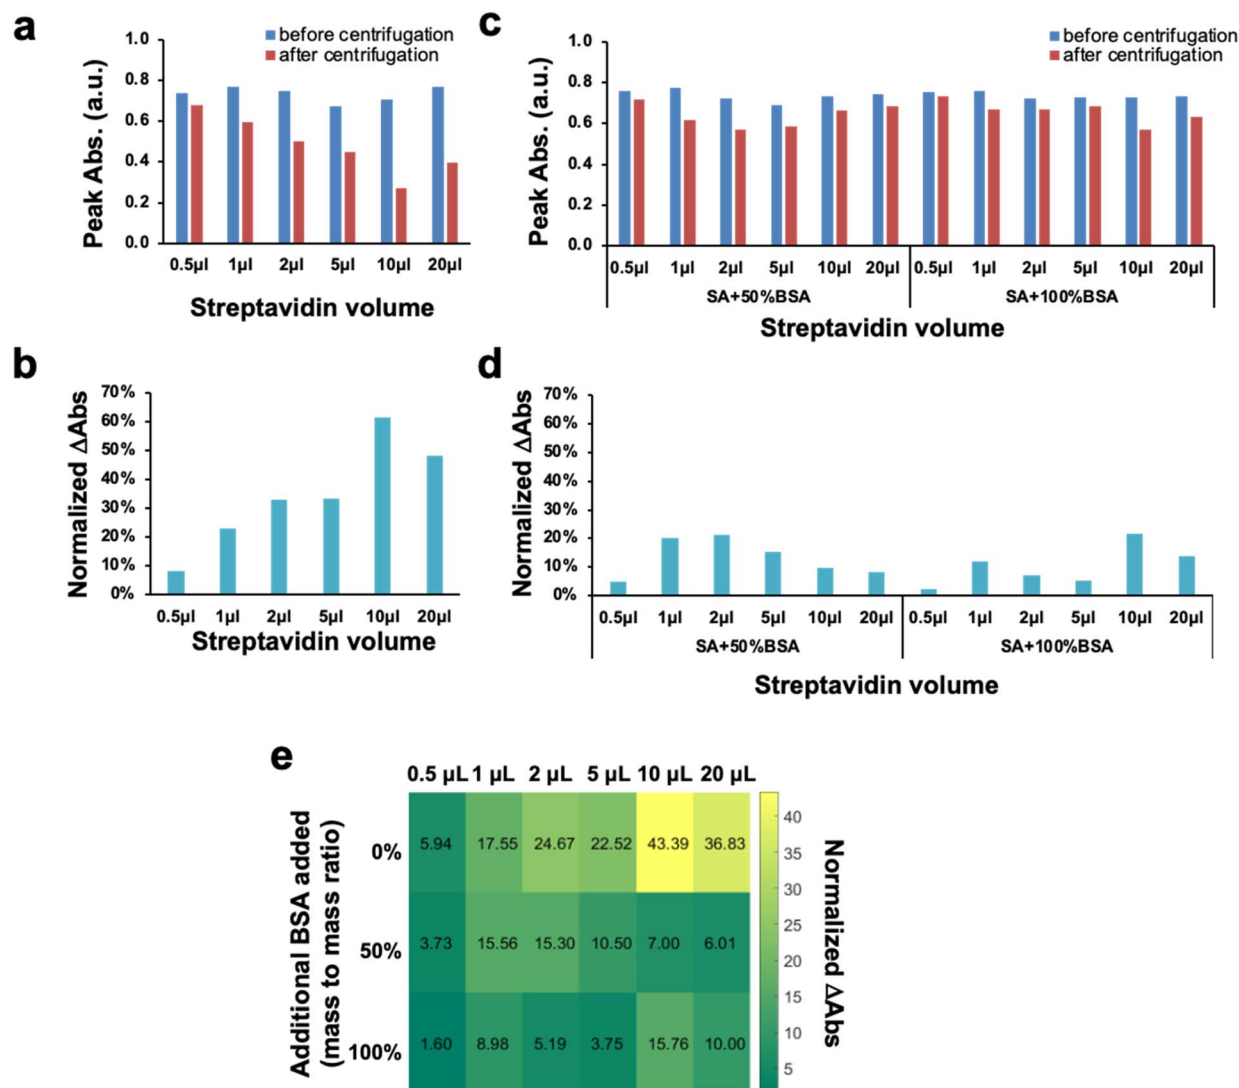 a
before centrifugation
after centrifugation
Peak Abs. (a.u.)
1.0
0.8
0.6
0.4
0.2
0.0
0.5µl 1µl 2µl 5µl 10µl 20µl
Streptavidin volume
c
before centrifugation
after centrifugation
Peak Abs. (a.u.)
1.0
0.8
0.6
0.4
0.2
0.0
0.5µl 1µl 2µl 5µl 10µl 20µl 0.5µl 1µl 2µl 5µl 10µl 20µl
SA+50%BSA SA+100%BSA
Streptavidin volume
b
Normalized ΔAbs
70%
60%
50%
40%
30%
20%
10%
0%
0.5µl 1µl 2µl 5µl 10µl 20µl
Streptavidin volume
d
Normalized ΔAbs
70%
60%
50%
40%
30%
20%
10%
0%
0.5µl 1µl 2µl 5µl 10µl 20µl 0.5µl 1µl 2µl 5µl 10µl 20µl
SA+50%BSA SA+100%BSA
Streptavidin volume
e
0.5 µL 1 µL 2 µL 5 µL 10 µL 20 µL
Additional BSA added
(mass to mass ratio)
0% 5.94 17.55 24.67 22.52 43.39 36.83
50% 3.73 15.56 15.30 10.50 7.00 6.01
100% 1.60 8.98 5.19 3.75 15.76 10.00
40
35
30
25
20
15
10
5
Normalized ΔAbs